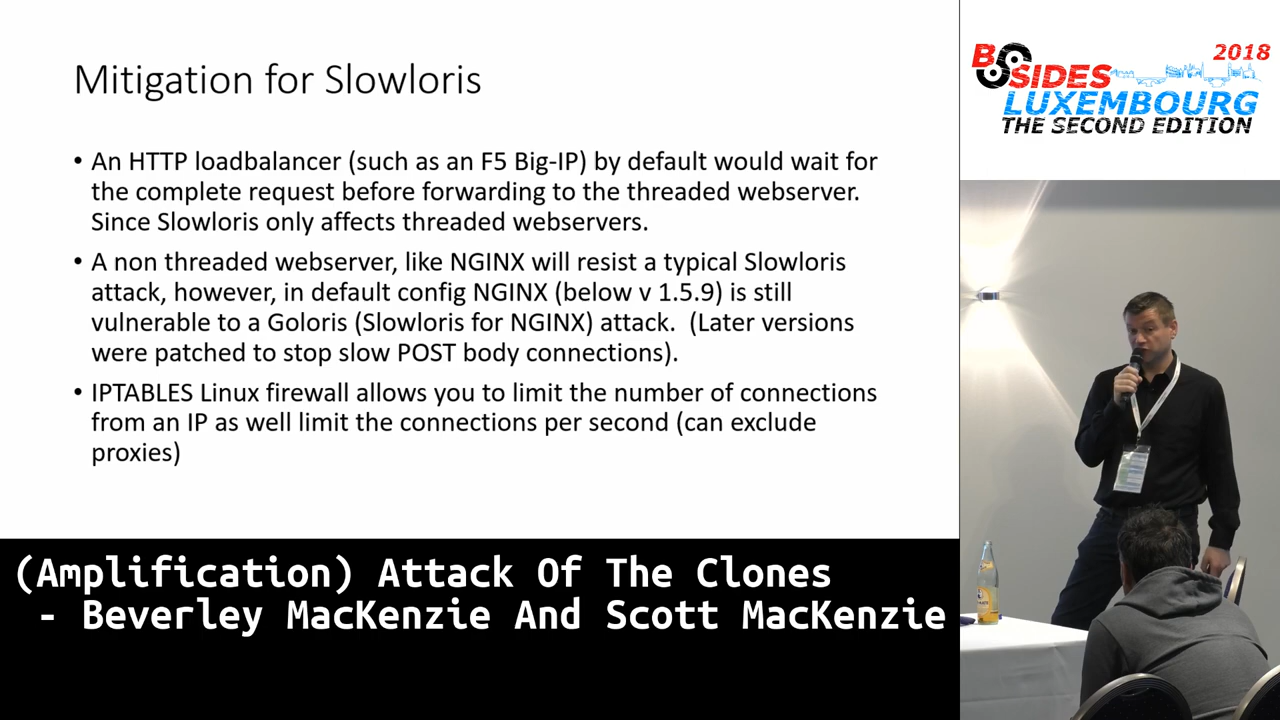 Mitigation for Slowloris
• An HTTP loadbalancer (such as an F5 Big-IP) by default would wait for
the complete request before forwarding to the threaded webserver.
Since Slowloris only affects threaded webservers.
• A non threaded webserver, like NGINX will resist a typical Slowloris
attack, however, in default config NGINX (below v 1.5.9) is still
vulnerable to a Goloris (Slowloris for NGINX) attack.  (Later versions
were patched to stop slow POST body connections).
• IPTABLES Linux firewall allows you to limit the number of connections
from an IP as well limit the connections per second (can exclude
proxies)
(Amplification) Attack Of The Clones
- Beverley MacKenzie And Scott MacKenzie
2018
BSIDES
LUXEMBOURG
THE SECOND EDITION